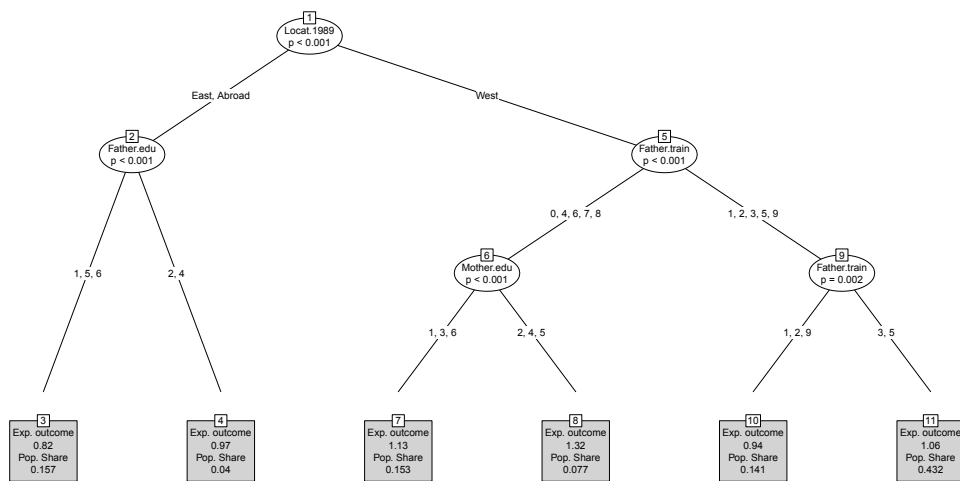 1
Locat.1989
p < 0.001
East, Abroad
West
2
Father.edu
p < 0.001
5
Father.train
p < 0.001
0, 4, 6, 7, 8
1, 2, 3, 5, 9
6
Mother.edu
p < 0.001
9
Father.train
p = 0.002
1, 5, 6
2, 4
1, 3, 6
2, 4, 5
1, 2, 9
3, 5
3
Exp. outcome
0.82
Pop. Share
0.157
4
Exp. outcome
0.97
Pop. Share
0.04
7
Exp. outcome
1.13
Pop. Share
0.153
8
Exp. outcome
1.32
Pop. Share
0.077
10
Exp. outcome
0.94
Pop. Share
0.141
11
Exp. outcome
1.06
Pop. Share
0.432